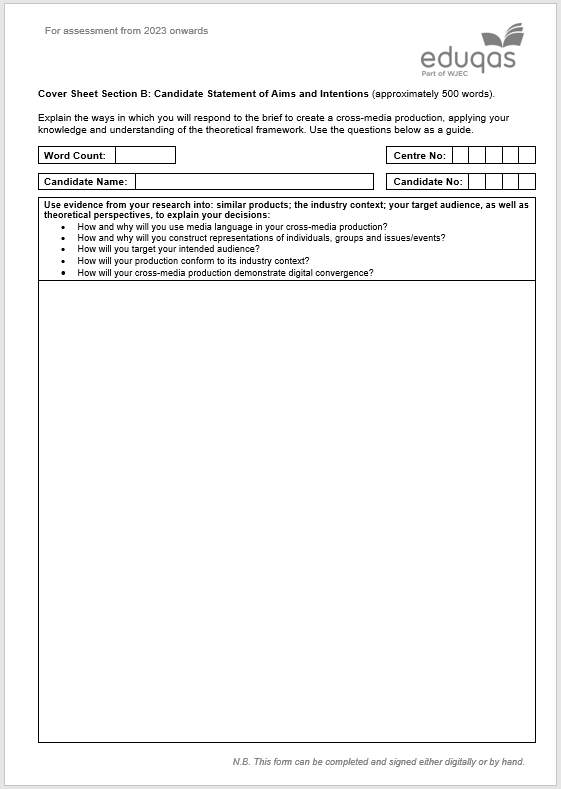 For assessment from 2023 onwards
eduqas
Part of WJEC
Cover Sheet Section B: Candidate Statement of Aims and Intentions (approximately 500 words).
Explain the ways in which you will respond to the brief to create a cross-media production, applying your
knowledge and understanding of the theoretical framework. Use the questions below as a guide.
Word Count:
Centre No:
Candidate Name:
Candidate No:
Use evidence from your research into: similar products; the industry context; your target audience, as well as
theoretical perspectives, to explain your decisions:
• How and why will you use media language in your cross-media production?
• How and why will you construct representations of individuals, groups and issues/events?
• How will you target your intended audience?
• How will your production conform to its industry context?
• How will your cross-media production demonstrate digital convergence?
N.B. This form can be completed and signed either digitally or by hand.